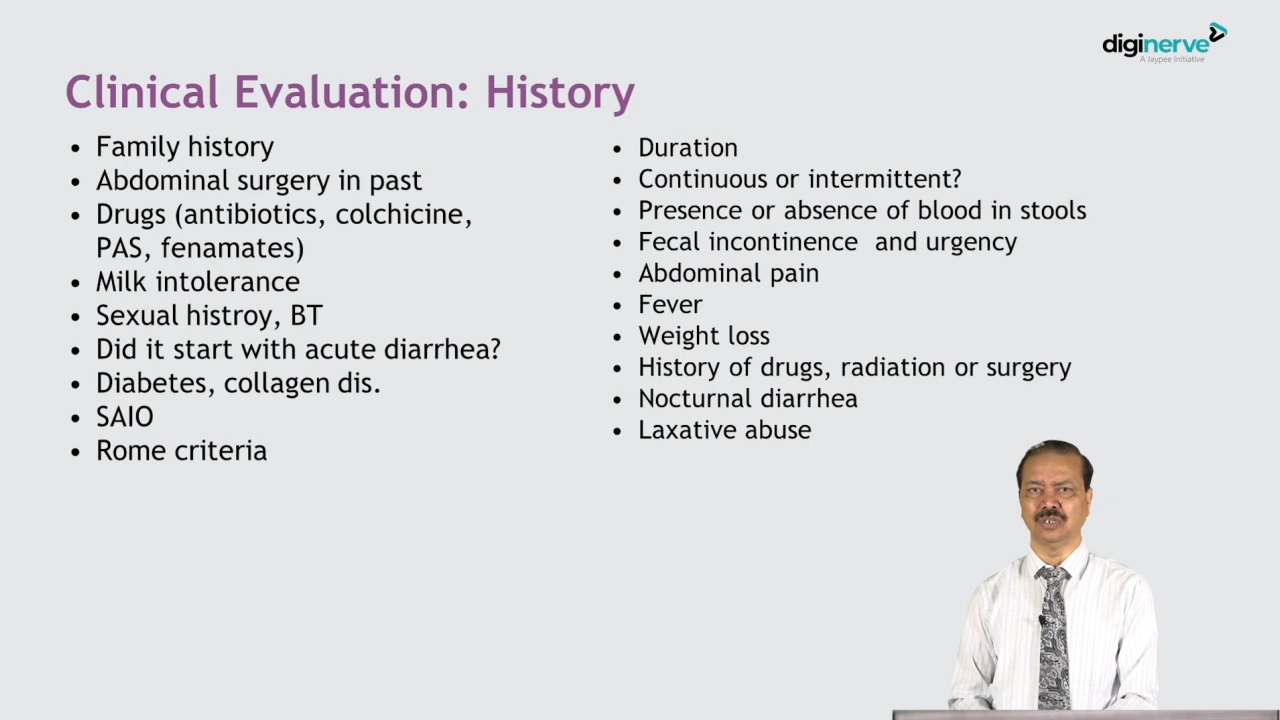 diginerve
A Jaypee Initiative
Clinical Evaluation: History
• Family history
• Abdominal surgery in past
• Drugs (antibiotics, colchicine,
PAS, fenamates)
• Milk intolerance
• Sexual histroy, BT
• Did it start with acute diarrhea?
• Diabetes, collagen dis.
• SAIO
• Rome criteria
• Duration
• Continuous or intermittent?
• Presence or absence of blood in stools
• Fecal incontinence and urgency
• Abdominal pain
• Fever
• Weight loss
• History of drugs, radiation or surgery
• Nocturnal diarrhea
• Laxative abuse